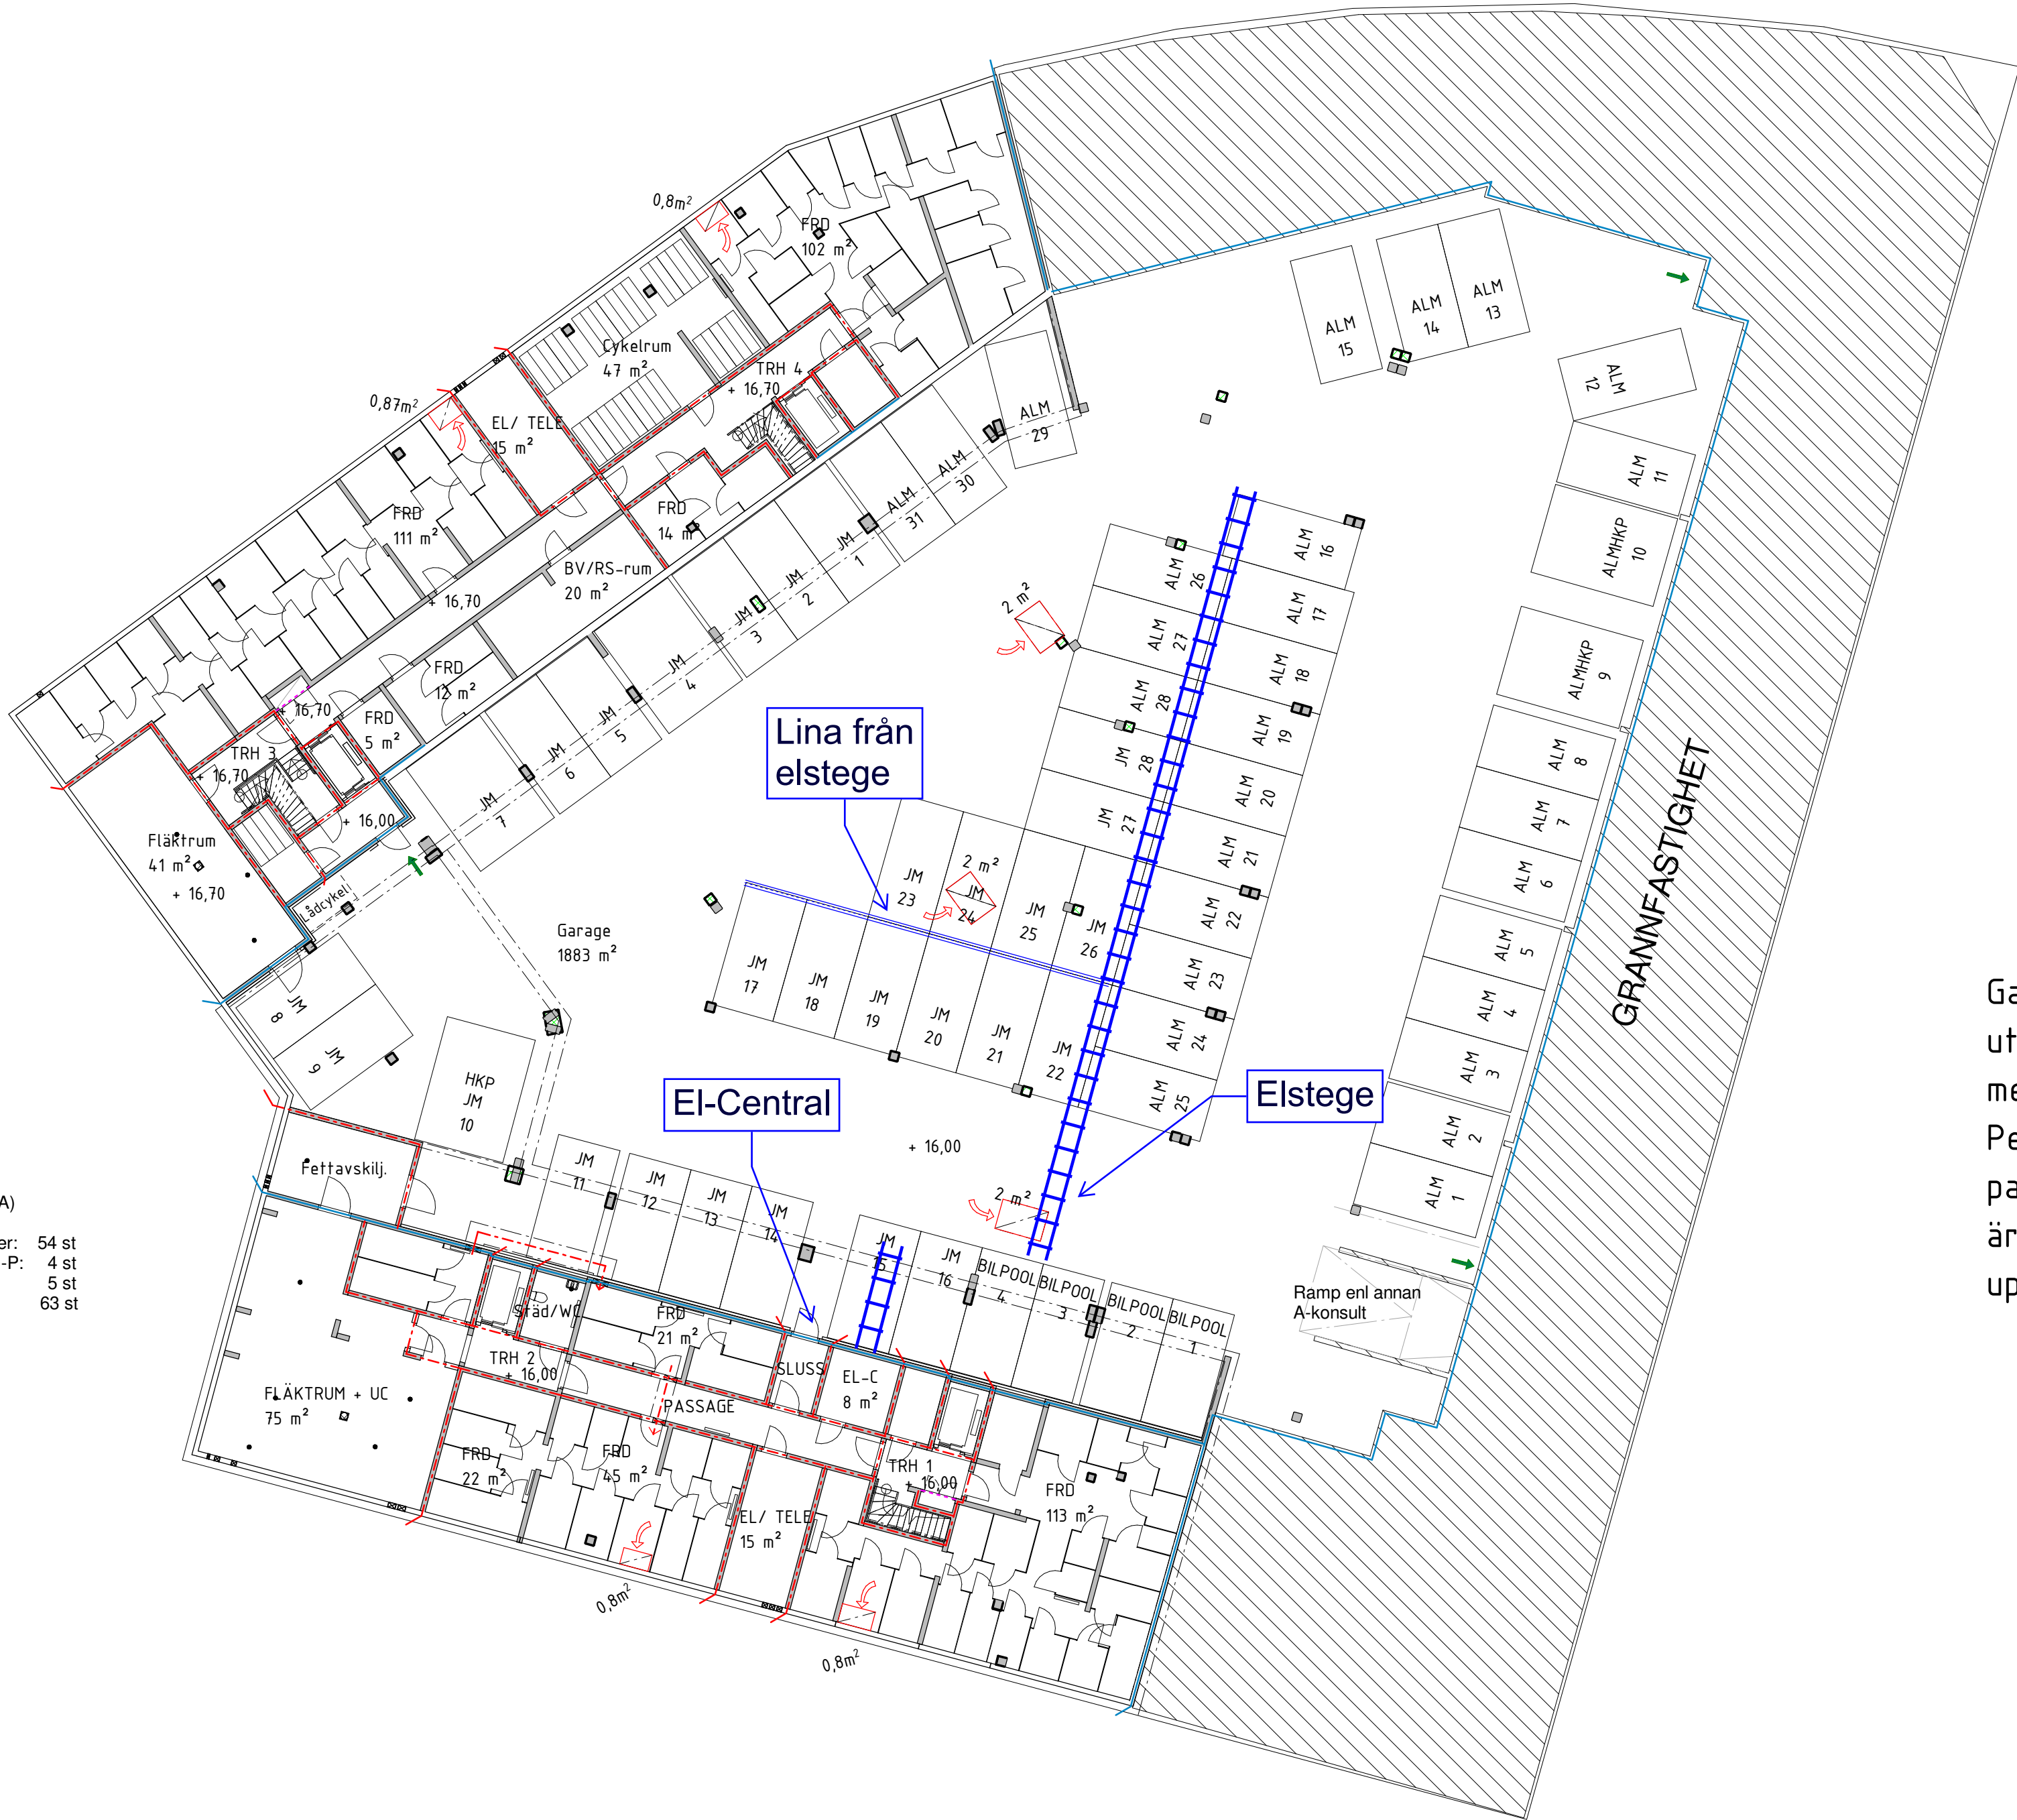 0,8m²
FRD
102 m²
Cykelrum
47 m²
TRH 4
+ 16,70
0,87m²
EL/ TELE
15 m²
FRD
111 m²
FRD
14 m²
BV/RS-rum
20 m²
+ 16,70
FRD
12 m²
FRD
5 m²
+ 16,70
TRH 3
+ 16,70
+ 16,00
Fläktrum
41 m²
+ 16,70
Lådcykel
ALM
29
ALM
30
ALM
31
JM
1
JM
2
JM
3
JM
4
JM
5
JM
6
JM
7
JM
8
JM
9
HKP
JM
10
Garage
1883 m²
ALM
15
ALM
14
ALM
13
ALM
12
ALM
11
ALMHKP
10
ALMHKP
9
ALM
8
ALM
7
ALM
6
ALM
5
ALM
4
ALM
3
ALM
2
ALM
1
GRANNFASTIGHET
ALM
16
ALM
17
ALM
18
ALM
19
ALM
20
ALM
21
ALM
22
ALM
23
ALM
24
ALM
25
ALM
26
ALM
27
ALM
28
JM
28
JM
27
2 m²
Lina från
elstege
JM
23
2 m²
JM
24
JM
25
JM
26
JM
17
JM
18
JM
19
JM
20
JM
21
JM
22
El-Central
Elstege
+ 16,00
2 m²
Fettavskilj.
JM
11
JM
12
JM
13
JM
14
JM
15
JM
16
BILPOOL
4
BILPOOL
3
BILPOOL
2
BILPOOL
1
Ramp enl annan
A-konsult
A)
er: 54 st
-P: 4 st
5 st
63 st
Städ/WC
FRD
21 m²
SLUSS
EL-C
8 m²
TRH 2
+ 16,00
PASSAGE
FLÄKTRUM + UC
75 m²
FRD
22 m²
FRD
45 m²
TRH 1
+ 16,00
EL/ TELE
15 m²
FRD
113 m²
0,8m²
0,8m²
Ga
ut
me
Pe
pa
är
up